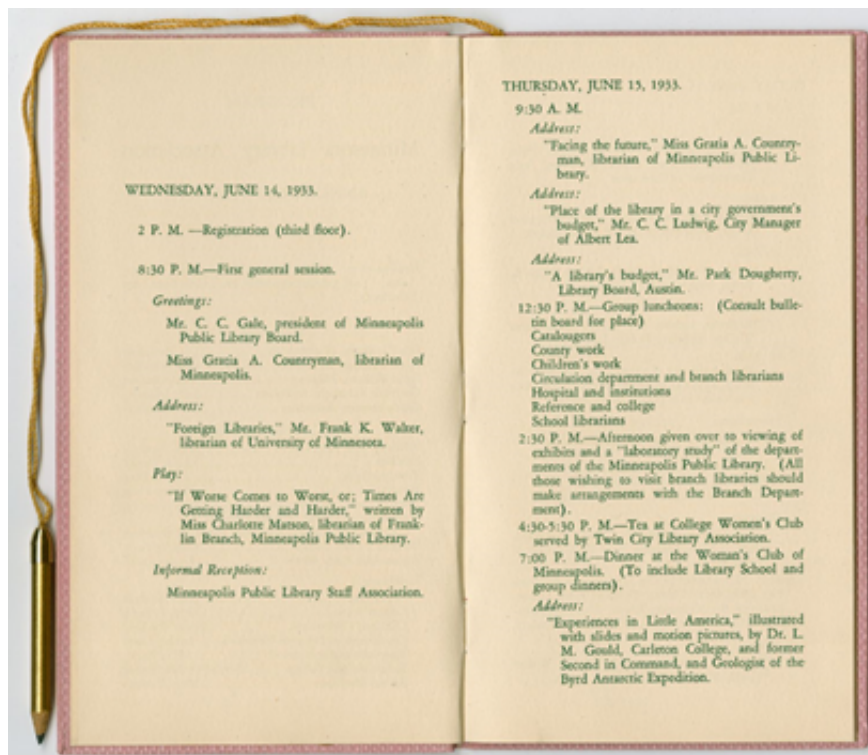 WEDNESDAY, JUNE 14, 1933.
2 P. M. —Registration (third floor).
8:30 P. M.—First general session.
Greetings:
Mr. C. C. Gale, president of Minneapolis
Public Library Board.
Miss Gratia A. Countryman, librarian of
Minneapolis.
Address:
"Foreign Libraries," Mr. Frank K. Walter,
librarian of University of Minnesota.
Play:
"If Worse Comes to Worst, or; Times Are
Getting Harder and Harder," written by
Miss Charlotte Matson, librarian of Frank-
lin Branch, Minneapolis Public Library.
Informal Reception:
Minneapolis Public Library Staff Association.
THURSDAY, JUNE 15, 1933.
9:30 A. M.
Address:
"Facing the future," Miss Gratia A. Country-
man, librarian of Minneapolis Public Li-
brary.
Address:
"Place of the library in a city government's
budget," Mr. C. C. Ludwig, City Manager
of Albert Lea.
Address:
"A library's budget," Mr. Park Dougherty,
Library Board, Austin.
12:30 P. M.—Group luncheons: (Consult bulle-
tin board for place)
Catalougers
County work
Children's work
Circulation department and branch librarians
Hospital and institutions
Reference and college
School librarians
2:30 P. M.—Afternoon given over to viewing of
exhibits and a "laboratory study" of the depart-
ments of the Minneapolis Public Library. (All
those wishing to visit branch libraries should
make arrangements with the Branch Depart-
ment).
4:30-5:30 P. M.—Tea at College Women's Club
served by Twin City Library Association.
7:00 P. M.—Dinner at the Woman's Club of
Minneapolis. (To include Library School and
group dinners).
Address:
"Experiences in Little America," illustrated
with slides and motion pictures, by Dr. L.
M. Gould, Carleton College, and former
Second in Command, and Geologist of the
Byrd Antarctic Expedition.